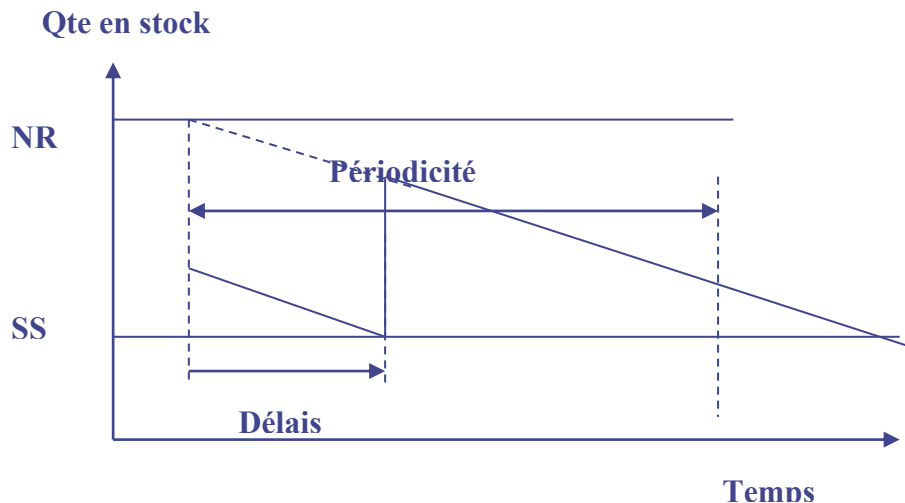 Qte en stock
NR
Périodicité
SS
Délais
Temps